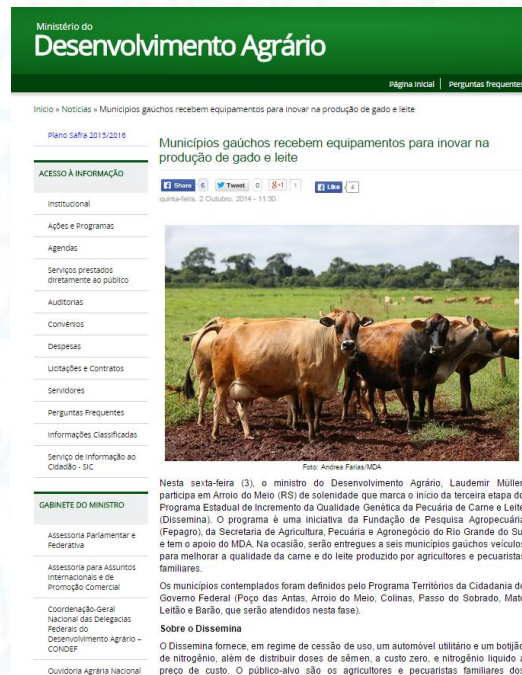 Ministério do
Desenvolvimento Agrário
Página Inicial
Perguntas frequentes
Início » Notícias » Municípios gaúchos recebem equipamentos para inovar na produção de gado e leite
Plano Safra 2015/2016
ACESSO À INFORMAÇÃO
Institucional
Ações e Programas
Agendas
Serviços prestados
diretamente ao público
Auditorias
Convênios
Despesas
Licitações e Contratos
Servidores
Perguntas Frequentes
Informações Classificadas
Serviço de Informação ao
Cidadão - SIC
GABINETE DO MINISTRO
Assessoria Parlamentar e
Federativa
Assessoria para Assuntos
Internacionais e de
Promoção Comercial
Coordenação-Geral
Nacional das Delegacias
Federais do
Desenvolvimento Agrário –
CONDEF
Ouvidoria Agrária Nacional
Municípios gaúchos recebem equipamentos para inovar na
produção de gado e leite
Share 6 Tweet 0 g+1 1 Like 4
quinta-feira, 2 Outubro, 2014 - 11:30
Foto: Andrea Farias/MDA
Nesta sexta-feira (3), o ministro do Desenvolvimento Agrário, Laudemir Müller
participa em Arroio do Meio (RS) de solenidade que marca o início da terceira etapa do
Programa Estadual de Incremento da Qualidade Genética da Pecuária de Carne e Leite
(Dissemina). O programa é uma iniciativa da Fundação de Pesquisa Agropecuária
(Fepagro), da Secretaria de Agricultura, Pecuária e Agronegócio do Rio Grande do Su
e tem o apoio do MDA. Na ocasião, serão entregues a seis municípios gaúchos veículos
para melhorar a qualidade da carne e do leite produzido por agricultores e pecuaristas
familiares.
Os municípios contemplados foram definidos pelo Programa Territórios da Cidadania do
Governo Federal (Poço das Antas, Arroio do Meio, Colinas, Passo do Sobrado, Mato
Leitão e Barão, que serão atendidos nesta fase).
Sobre o Dissemina
O Dissemina fornece, em regime de cessão de uso, um automóvel utilitário e um botijão
de nitrogênio, além de distribuir doses de sêmen, a custo zero, e nitrogênio líquido a
preço de custo. O público-alvo são os agricultores e pecuaristas familiares dos